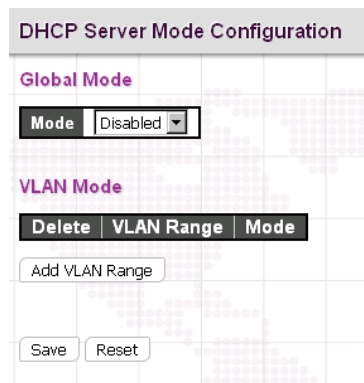 DHCP Server Mode Configuration
Global Mode
Mode Disabled
VLAN Mode
Delete VLAN Range Mode
Add VLAN Range
Save Reset